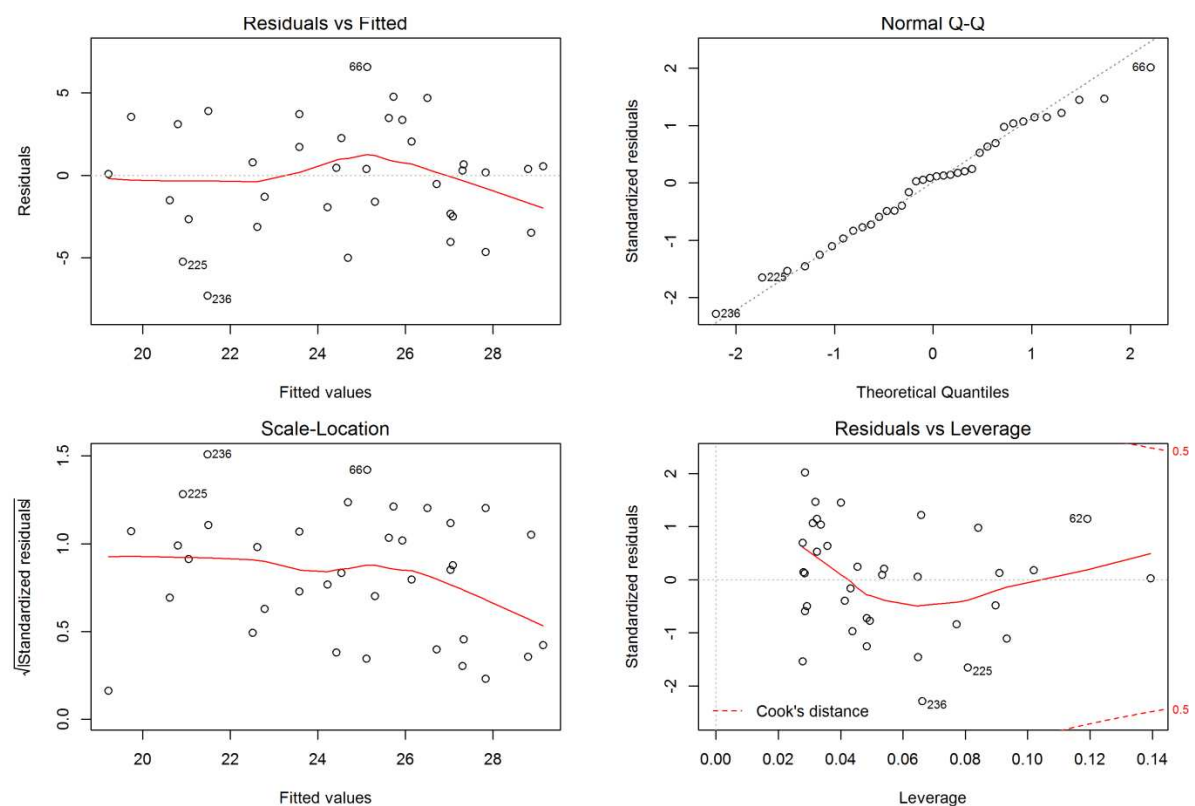 Residuals vs Fitted
Residuals
5
0
-5
66
225
236
20 22 24 26 28
Fitted values
Normal Q-Q
Standardized residuals
2
1
0
-1
-2
66
225
236
-2 -1 0 1 2
Theoretical Quantiles
Scale-Location
√|Standardized residuals|
1.5
1.0
0.5
0.0
236
66
225
20 22 24 26 28
Fitted values
Residuals vs Leverage
Standardized residuals
2
1
0
-1
-2
0.5
62
225
236
Cook's distance
0.5
0.00 0.02 0.04 0.06 0.08 0.10 0.12 0.14
Leverage